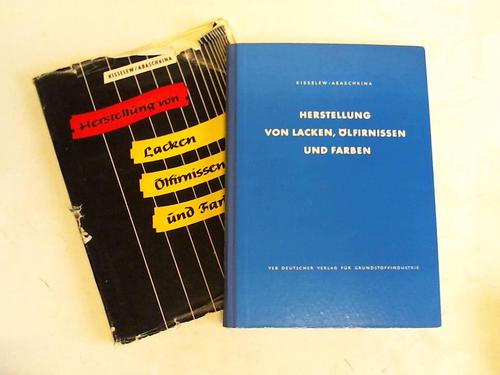 KISSELEW/ABASCHKINA
Herstellung von
Lacken
Ölfirnissen
und Far
KISSELEW-ABASCHKINA
HERSTELLUNG
VON LACKEN, ÖLFIRNISSEN
UND FARBEN
VEB DEUTSCHER VERLAG FÜR GRUNDSTOFFINDUSTRIE